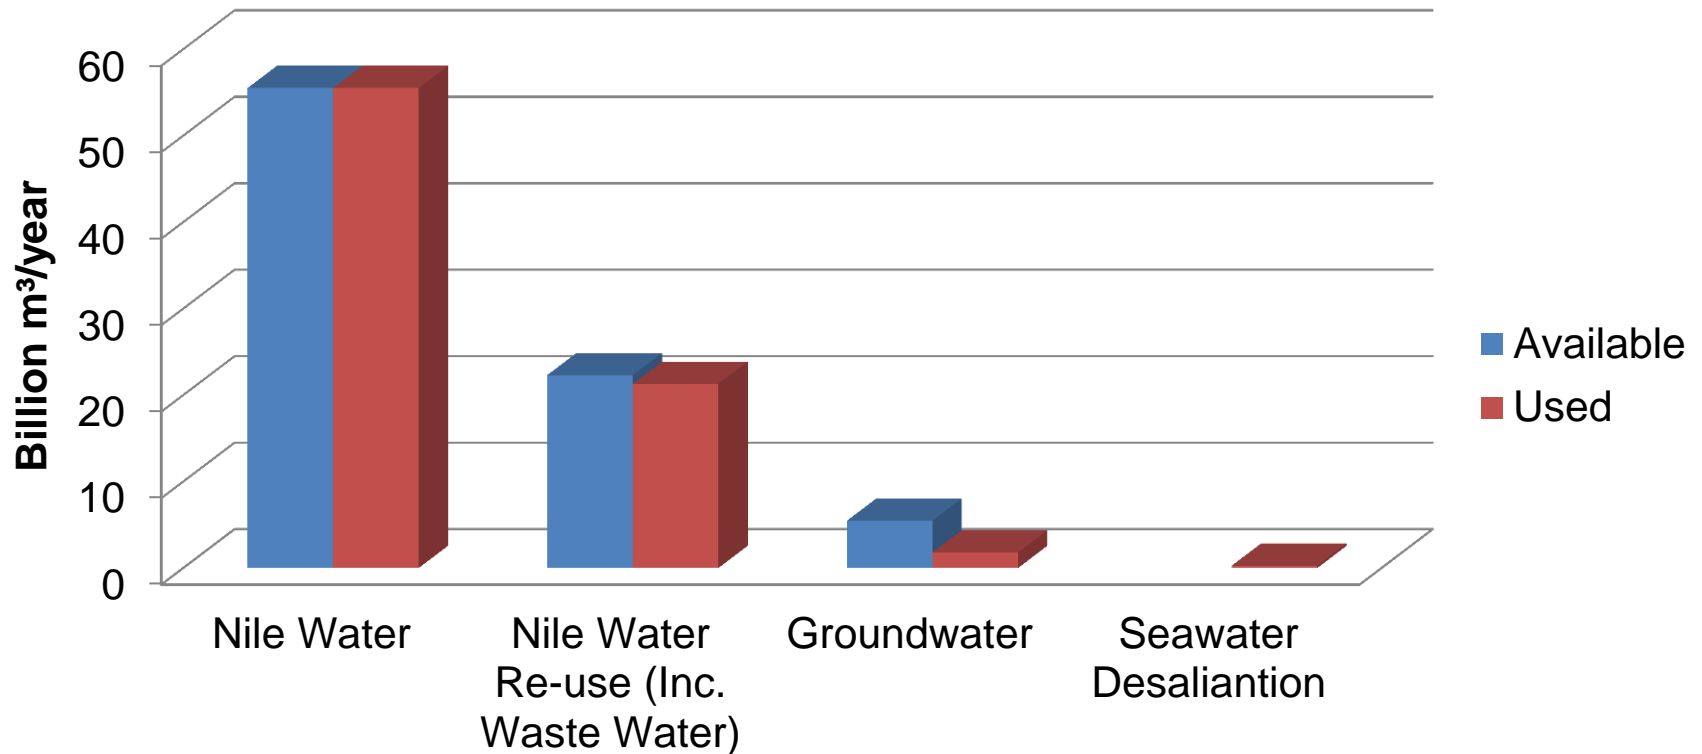 Billion m³/year
60
50
40
30
20
10
0
Nile Water
Nile Water
Re-use (Inc.
Waste Water)
Groundwater
Seawater
Desaliantion
Available
Used